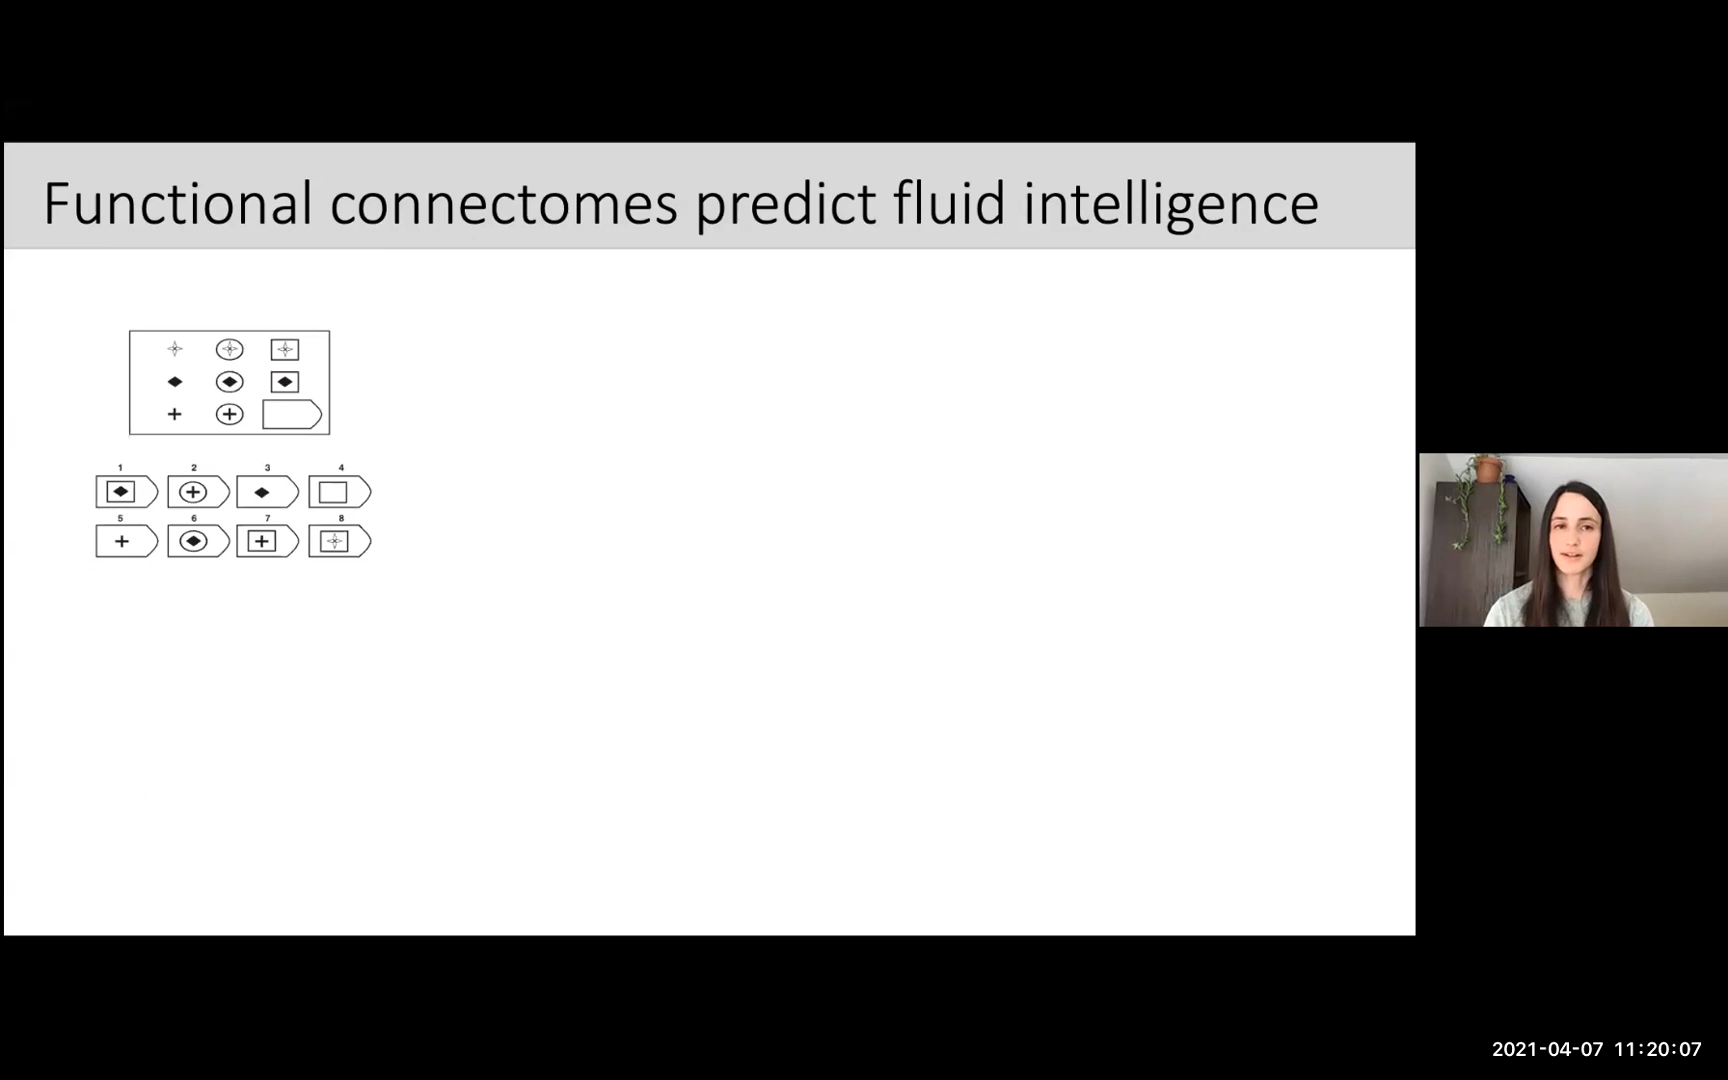 Functional connectomes predict fluid intelligence
1 2 3 4
5 6 7 8
2021-04-07 11:20:07